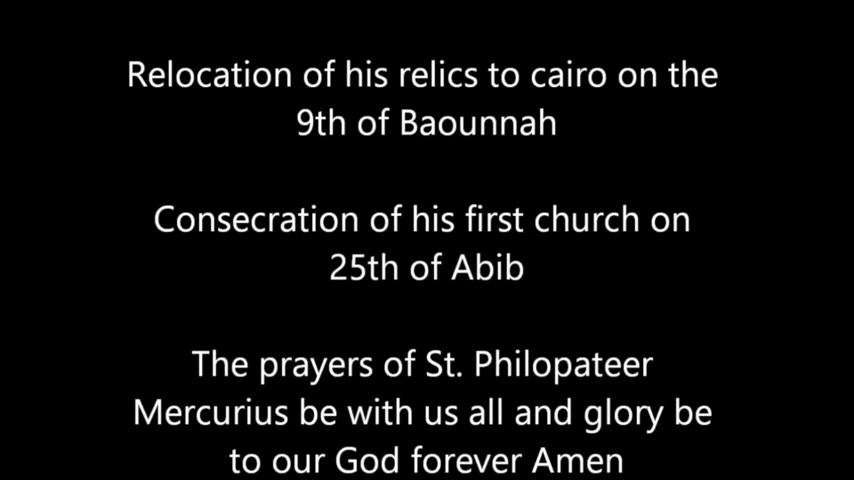 Relocation of his relics to cairo on the
9th of Baounnah
Consecration of his first church on
25th of Abib
The prayers of St. Philopateer
Mercurius be with us all and glory be
to our God forever Amen